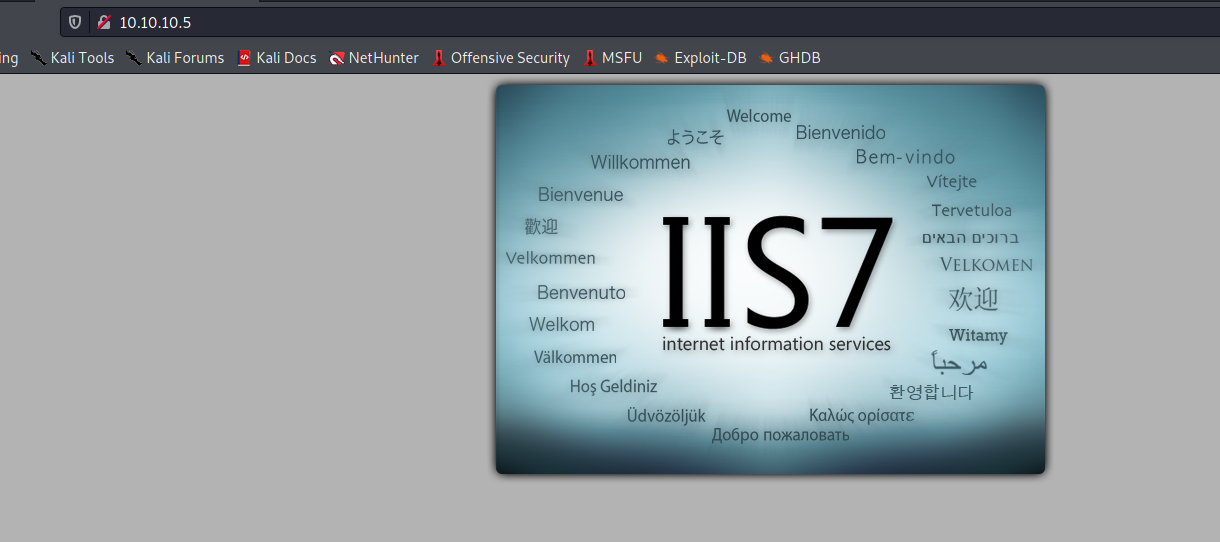 10.10.10.5
ing Kali Tools Kali Forums Kali Docs NetHunter Offensive Security MSFU Exploit-DB GHDB
Welcome
Bienvenido
ようこそ
Bem-vindo
Willkommen
Vítejte
Bienvenue
Tervetuloa
歡迎
ברוכים הבאים
Velkommen
VELKOMEN
IIS7
Benvenuto
欢迎
Welkom
Witamy
internet information services
Välkommen
مرحباً
Hoş Geldiniz
환영합니다
Üdvözöljük
Καλώς ορίσατε
Добро пожаловать